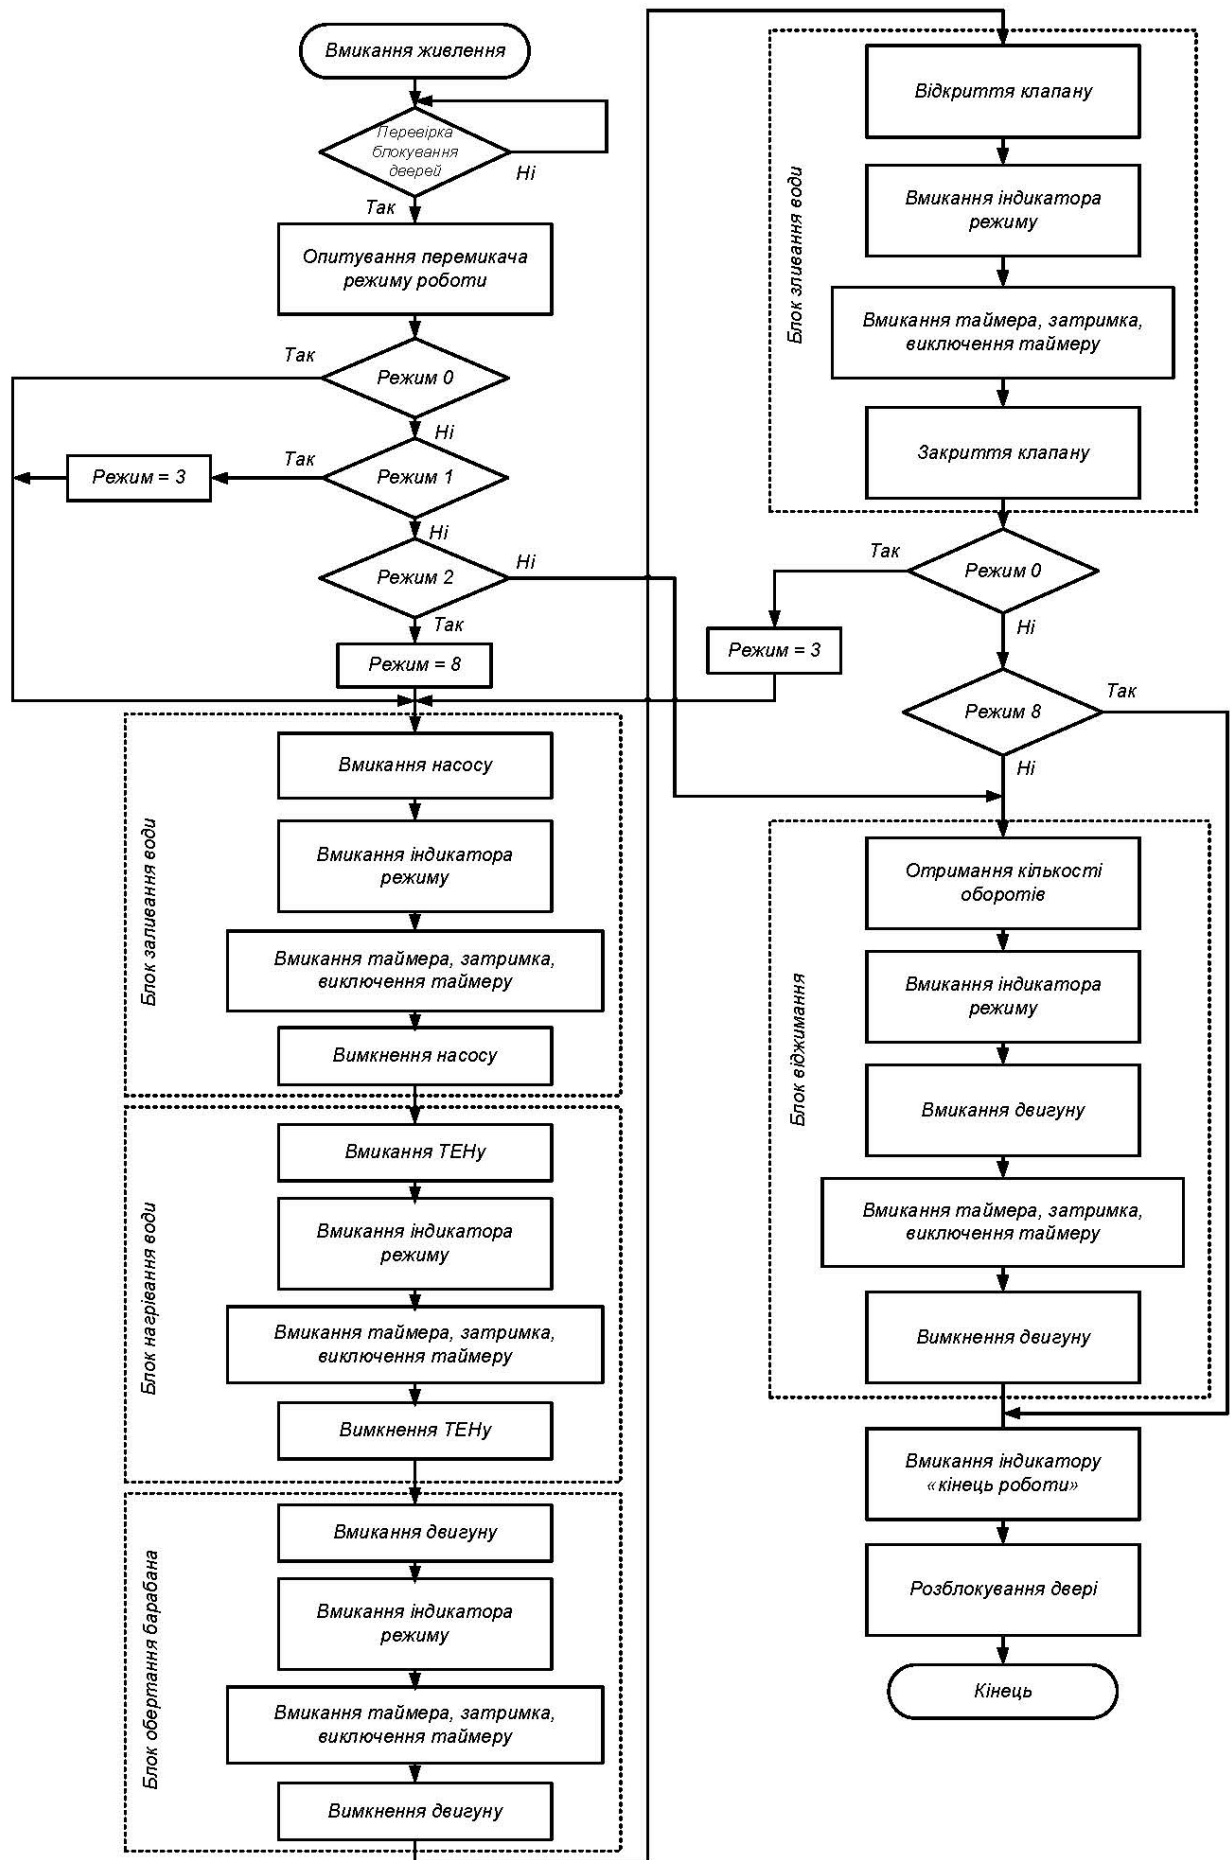 Вмикання живлення
Перевірка
блокування
дверей
Ні
Так
Опитування перемикача
режиму роботи
Так
Режим 0
Ні
Режим = 3
Так
Режим 1
Ні
Режим 2
Ні
Так
Режим = 8
Блок заливання води
Вмикання насосу
Вмикання індикатора
режиму
Вмикання таймера, затримка,
виключення таймеру
Вимкнення насосу
Блок нагрівання води
Вмикання ТЕНу
Вмикання індикатора
режиму
Вмикання таймера, затримка,
виключення таймеру
Вимкнення ТЕНу
Блок обертання барабана
Вмикання двигуну
Вмикання індикатора
режиму
Вмикання таймера, затримка,
виключення таймеру
Вимкнення двигуну
Блок зливання води
Відкриття клапану
Вмикання індикатора
режиму
Вмикання таймера, затримка,
виключення таймеру
Закриття клапану
Так
Режим 0
Ні
Режим = 3
Режим 8
Так
Ні
Блок віджимання
Отримання кількості
оборотів
Вмикання індикатора
режиму
Вмикання двигуну
Вмикання таймера, затримка,
виключення таймеру
Вимкнення двигуну
Вмикання індикатору
«кінець роботи»
Розблокування двері
Кінець